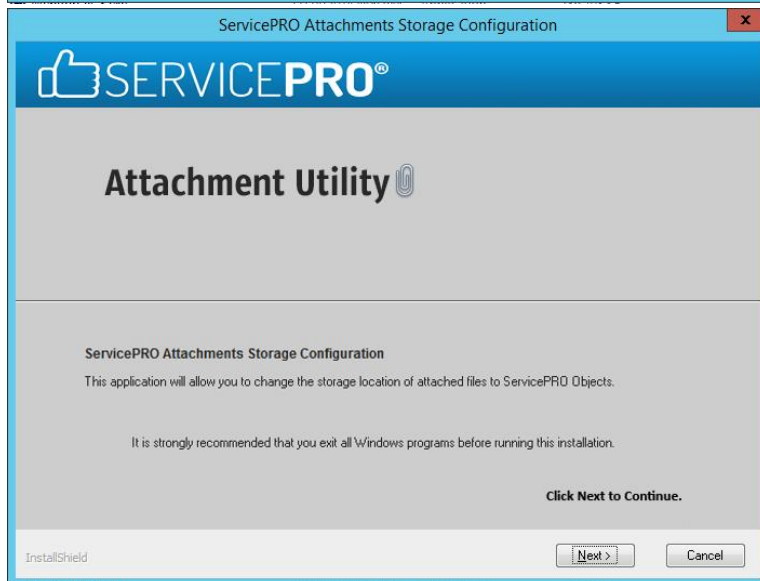 ServicePRO Attachments Storage Configuration
x
SERVICEPRO®
Attachment Utility
ServicePRO Attachments Storage Configuration
This application will allow you to change the storage location of attached files to ServicePRO Objects.
It is strongly recommended that you exit all Windows programs before running this installation.
Click Next to Continue.
InstallShield
Next >
Cancel